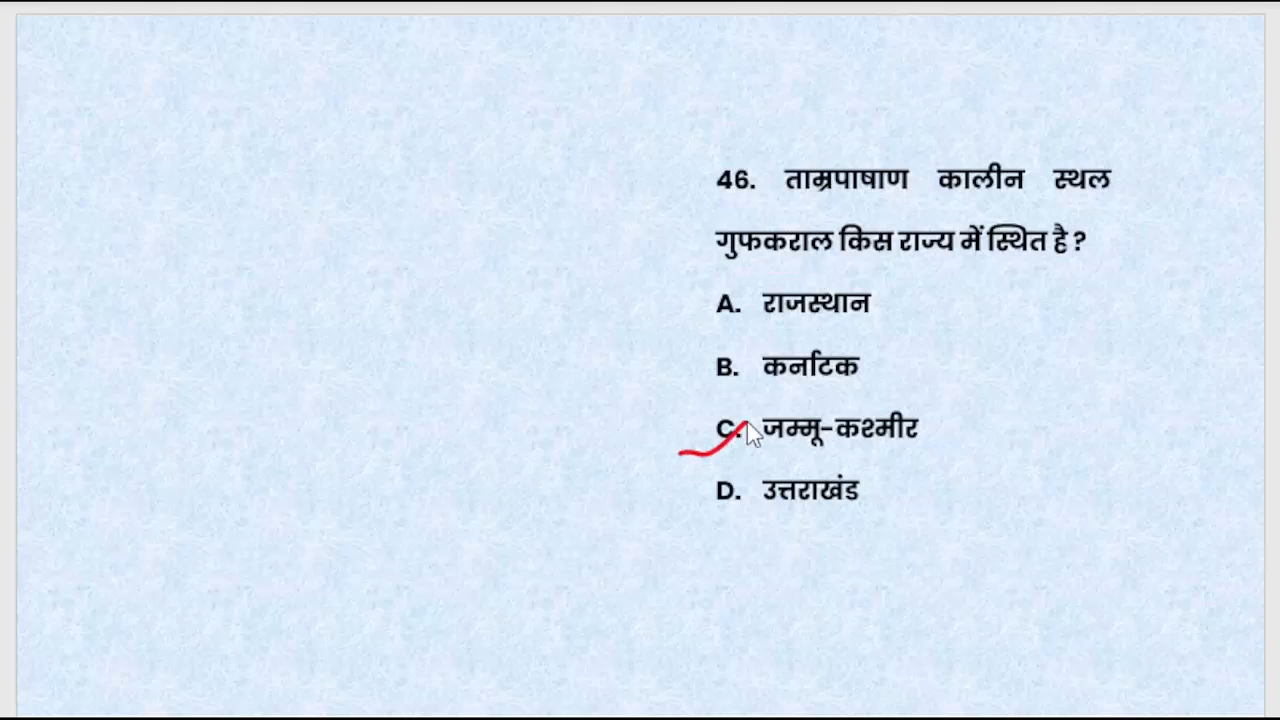 46. ताम्रपाषाण कालीन स्थल
गुफकराल किस राज्य में स्थित है ?
A. राजस्थान
B. कर्नाटक
C. जम्मू-कश्मीर
D. उत्तराखंड